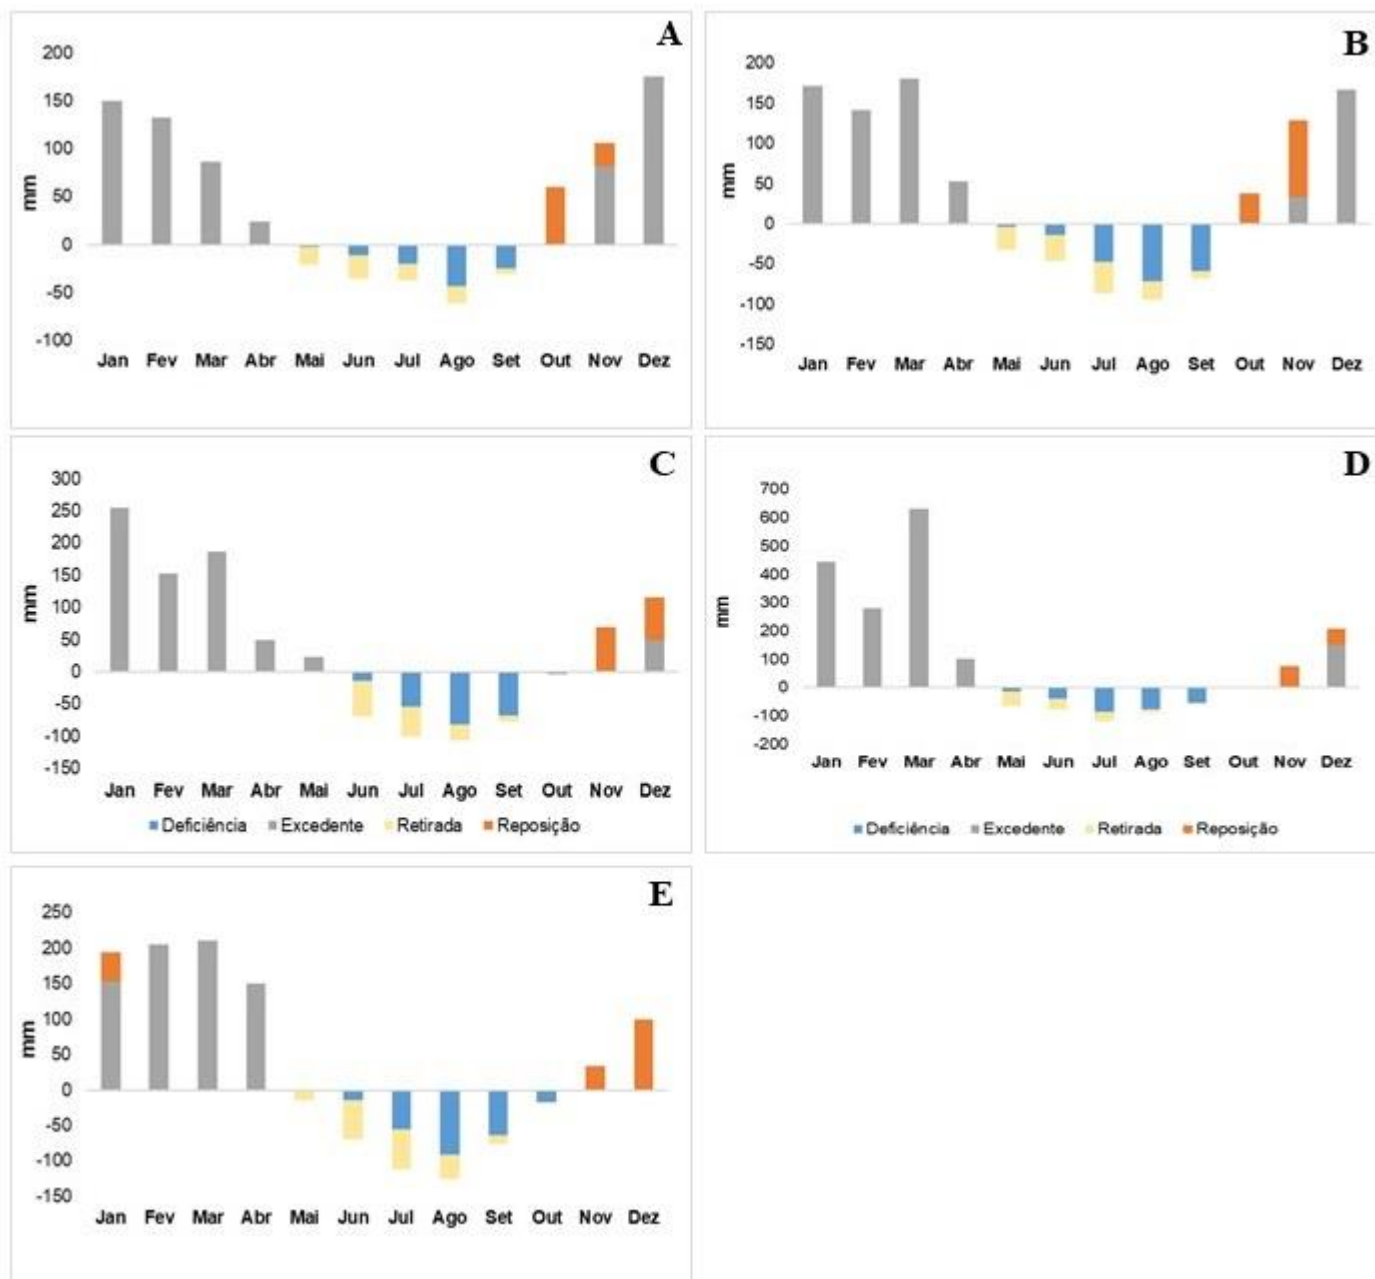 A
200
150
100
50
0
-50
-100
mm
Jan Fev Mar Abr Mai Jun Jul Ago Set Out Nov Dez
B
200
150
100
50
0
-50
-100
-150
mm
Jan Fev Mar Abr Mai Jun Jul Ago Set Out Nov Dez
C
300
250
200
150
100
50
0
-50
-100
-150
mm
Jan Fev Mar Abr Mai Jun Jul Ago Set Out Nov Dez
Deficiência Excedente Retirada Reposição
D
700
600
500
400
300
200
100
0
-100
-200
mm
Jan Fev Mar Abr Mai Jun Jul Ago Set Out Nov Dez
Deficiência Excedente Retirada Reposição
E
250
200
150
100
50
0
-50
-100
-150
mm
Jan Fev Mar Abr Mai Jun Jul Ago Set Out Nov Dez